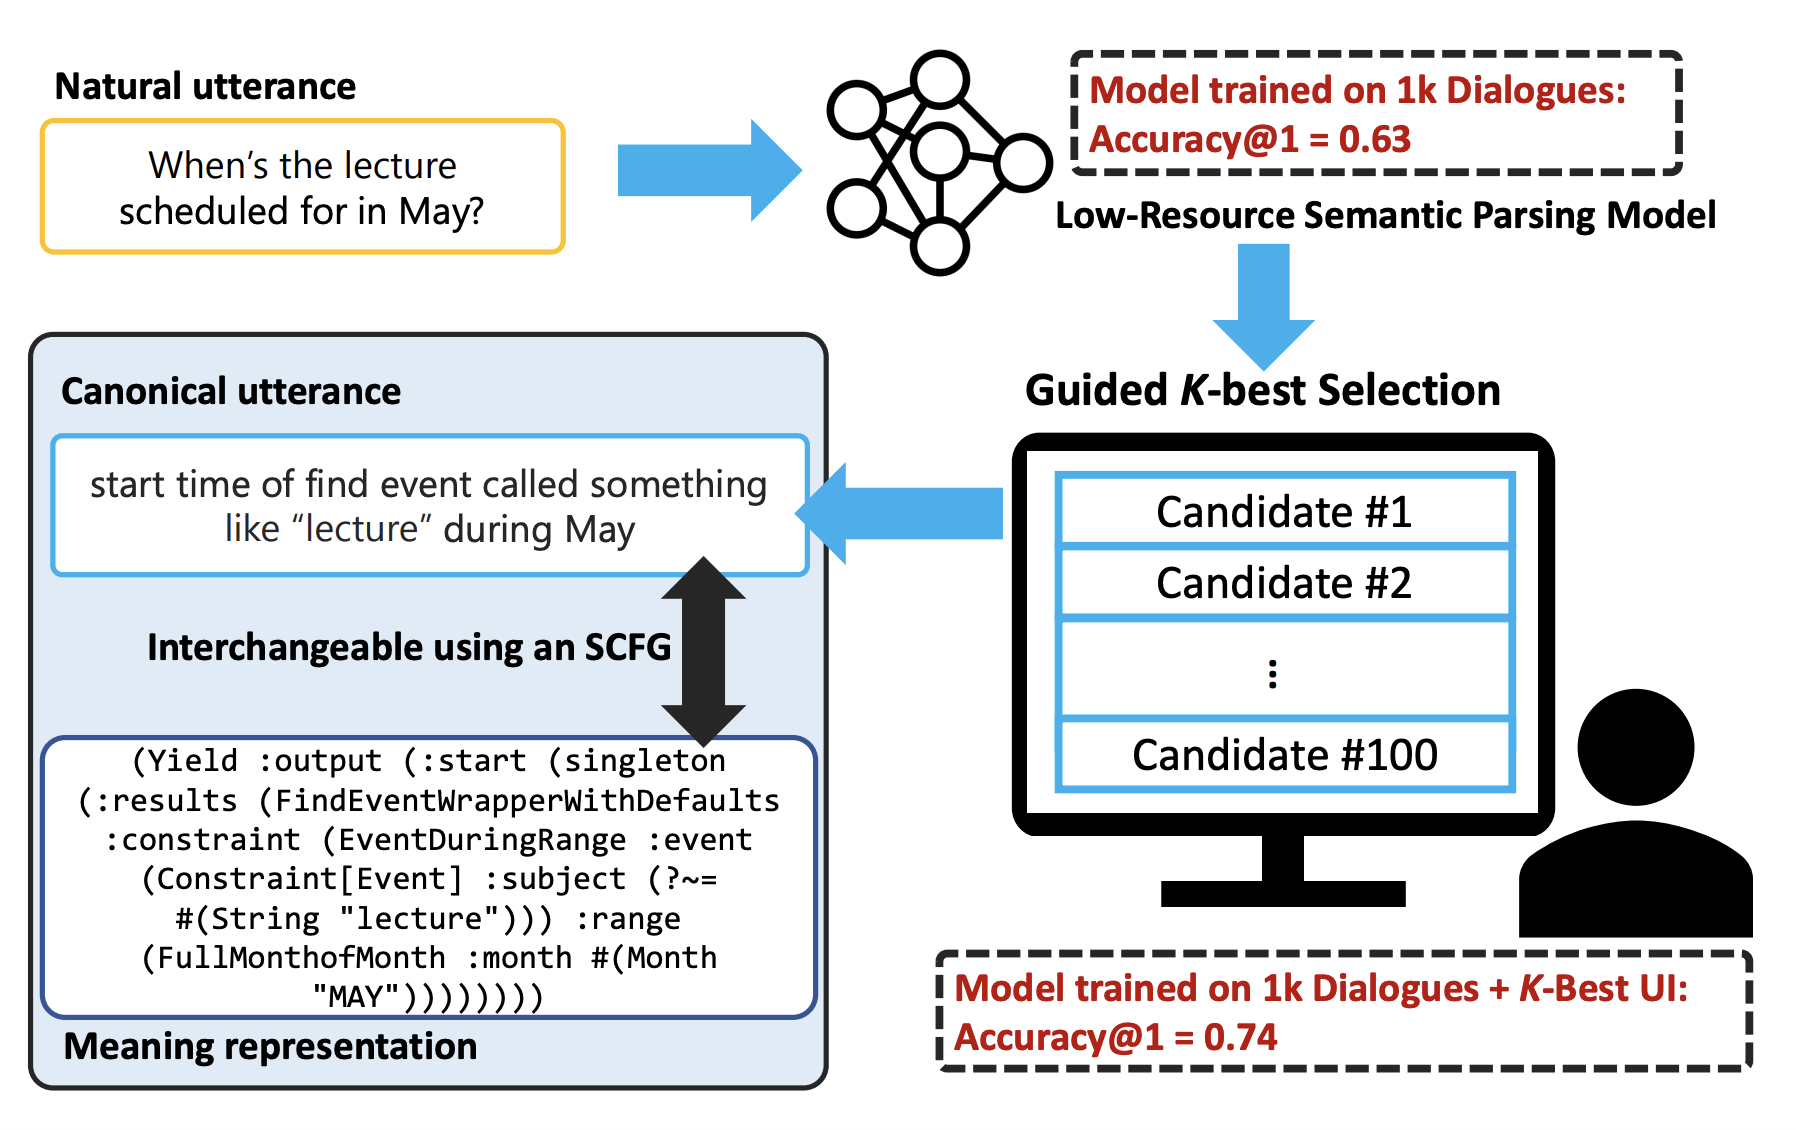 Natural utterance
When's the lecture
scheduled for in May?
Model trained on 1k Dialogues:
Accuracy@1 = 0.63
Low-Resource Semantic Parsing Model
Guided K-best Selection
Candidate #1
Candidate #2
⋮
Candidate #100
Model trained on 1k Dialogues + K-Best UI:
Accuracy@1 = 0.74
Canonical utterance
start time of find event called something
like “lecture” during May
Interchangeable using an SCFG
(Yield :output (:start (singleton
(:results (FindEventWrapperWithDefaults
:constraint (EventDuringRange :event
(Constraint[Event] :subject (?~=
#(String "lecture"))) :range
(FullMonthofMonth :month #(Month
"MAY"))))))))
Meaning representation